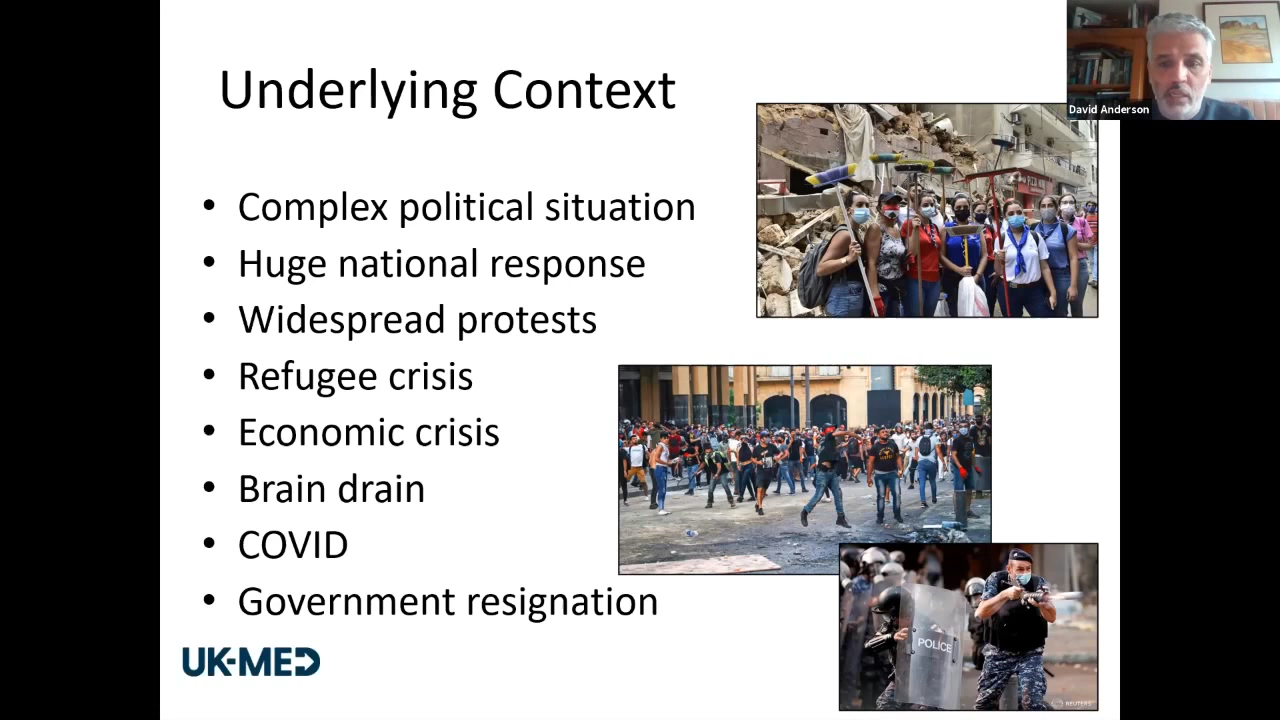 Underlying Context
David Anderson
• Complex political situation
• Huge national response
• Widespread protests
• Refugee crisis
• Economic crisis
• Brain drain
• COVID
• Government resignation
POLICE
REUTERS
UK-MED